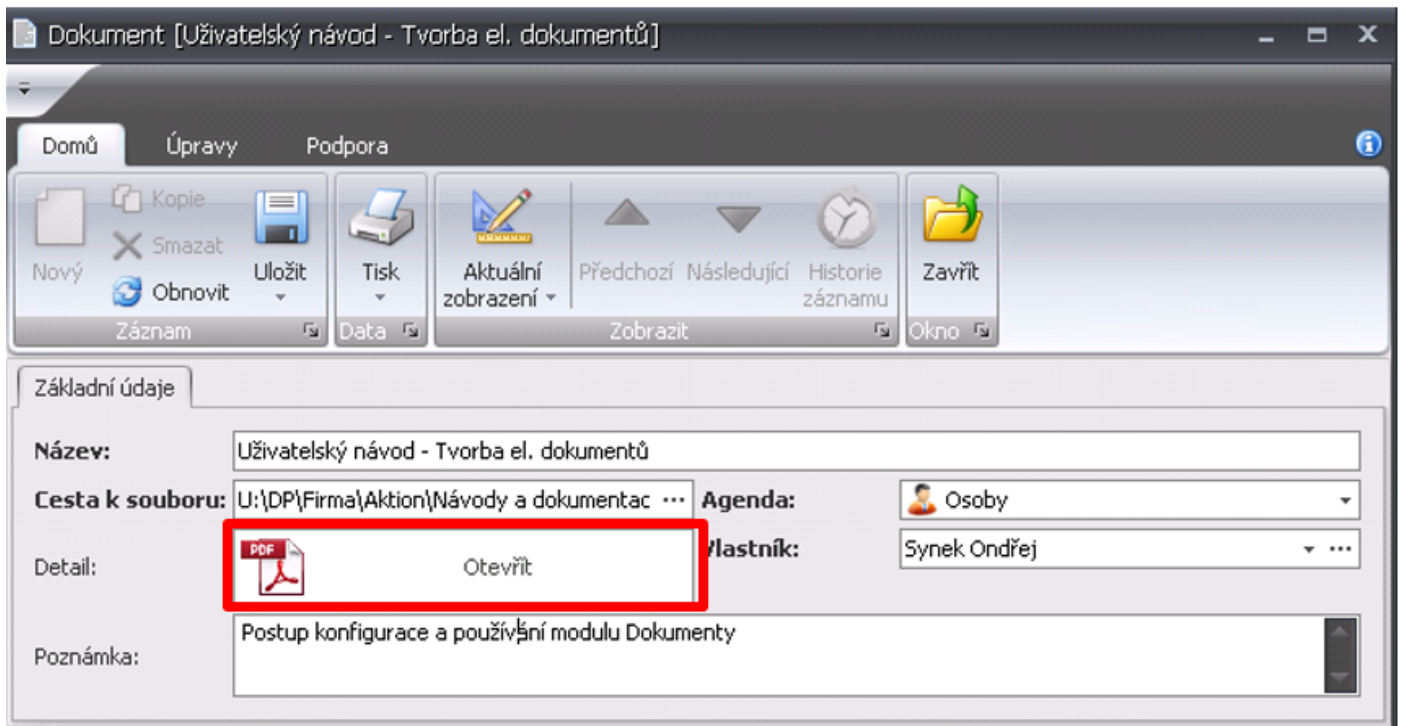 Dokument [Uživatelský návod - Tvorba el. dokumentů]
Domů Úpravy Podpora
Nový
Kopie
Smazat
Obnovit
Uložit
Tisk
Aktuální
zobrazení
Předchozí Následující
Historie
záznamu
Zavřít
Záznam Data Zobrazit Okno
Základní údaje
Název: Uživatelský návod - Tvorba el. dokumentů
Cesta k souboru: U:\DP\Firma\Aktion\Návody a dokumentac ... Agenda: Osoby
Detail: PDF Otevřít Vlastník: Synek Ondřej ...
Poznámka: Postup konfigurace a používání modulu Dokumenty